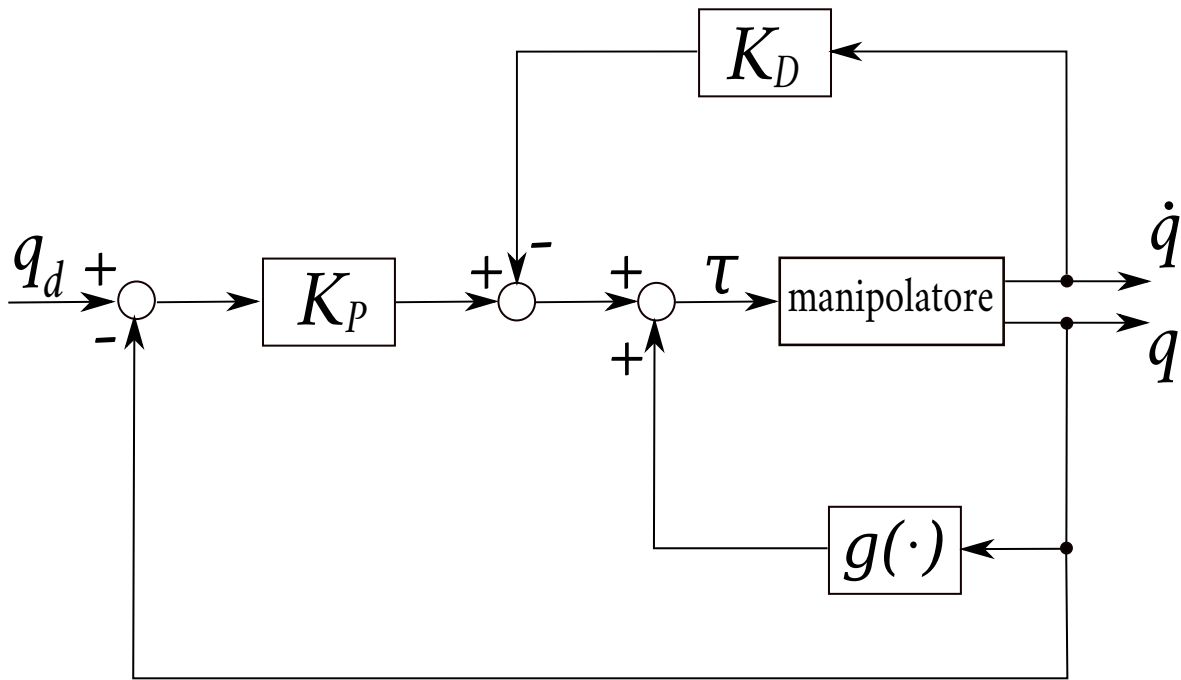 K_D
q̇
q_d
+
-
K_P
+
-
+
+
τ
manipolatore
q
g(·)